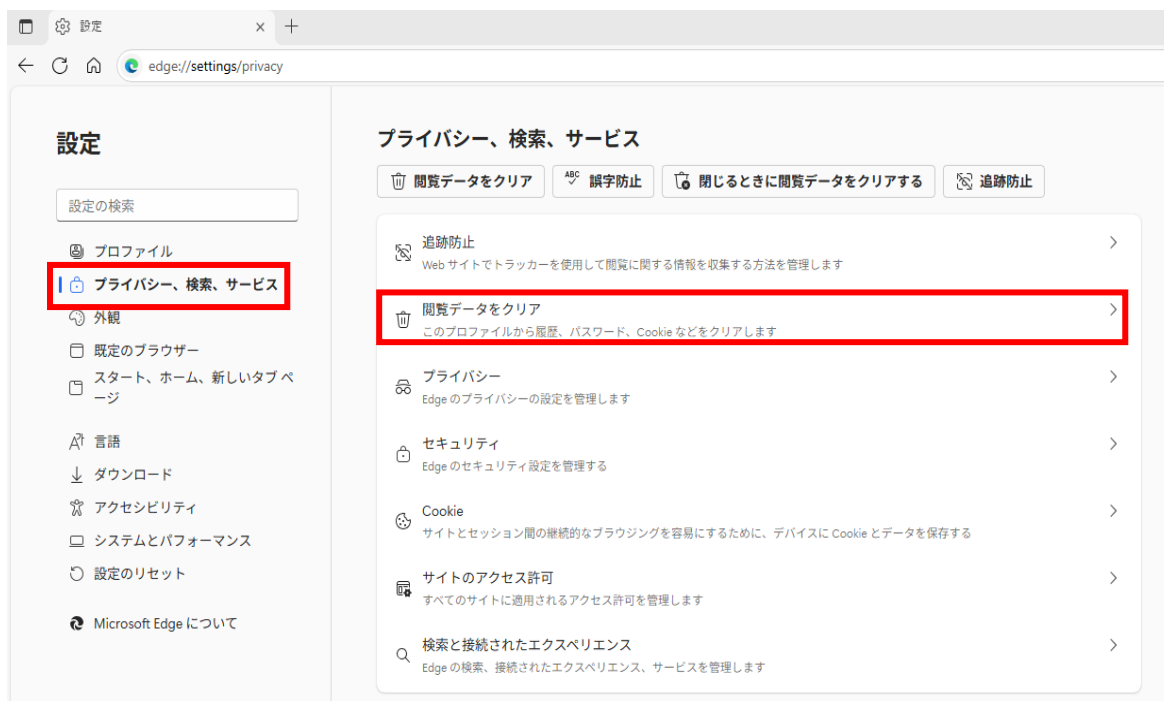 設定
edge://settings/privacy
設定
設定の検索
プロファイル
プライバシー、検索、サービス
外観
既定のブラウザー
スタート、ホーム、新しいタブ ペ
ージ
言語
ダウンロード
アクセシビリティ
システムとパフォーマンス
設定のリセット
Microsoft Edge について
プライバシー、検索、サービス
閲覧データをクリア
ABC 誤字防止
閉じるときに閲覧データをクリアする
追跡防止
追跡防止
Web サイトでトラッカーを使用して閲覧に関する情報を収集する方法を管理します
閲覧データをクリア
このプロファイルから履歴、パスワード、Cookie などをクリアします
プライバシー
Edge のプライバシーの設定を管理します
セキュリティ
Edge のセキュリティ設定を管理する
Cookie
サイトとセッション間の継続的なブラウジングを容易にするために、デバイスに Cookie とデータを保存する
サイトのアクセス許可
すべてのサイトに適用されるアクセス許可を管理します
検索と接続されたエクスペリエンス
Edge の検索、接続されたエクスペリエンス、サービスを管理します